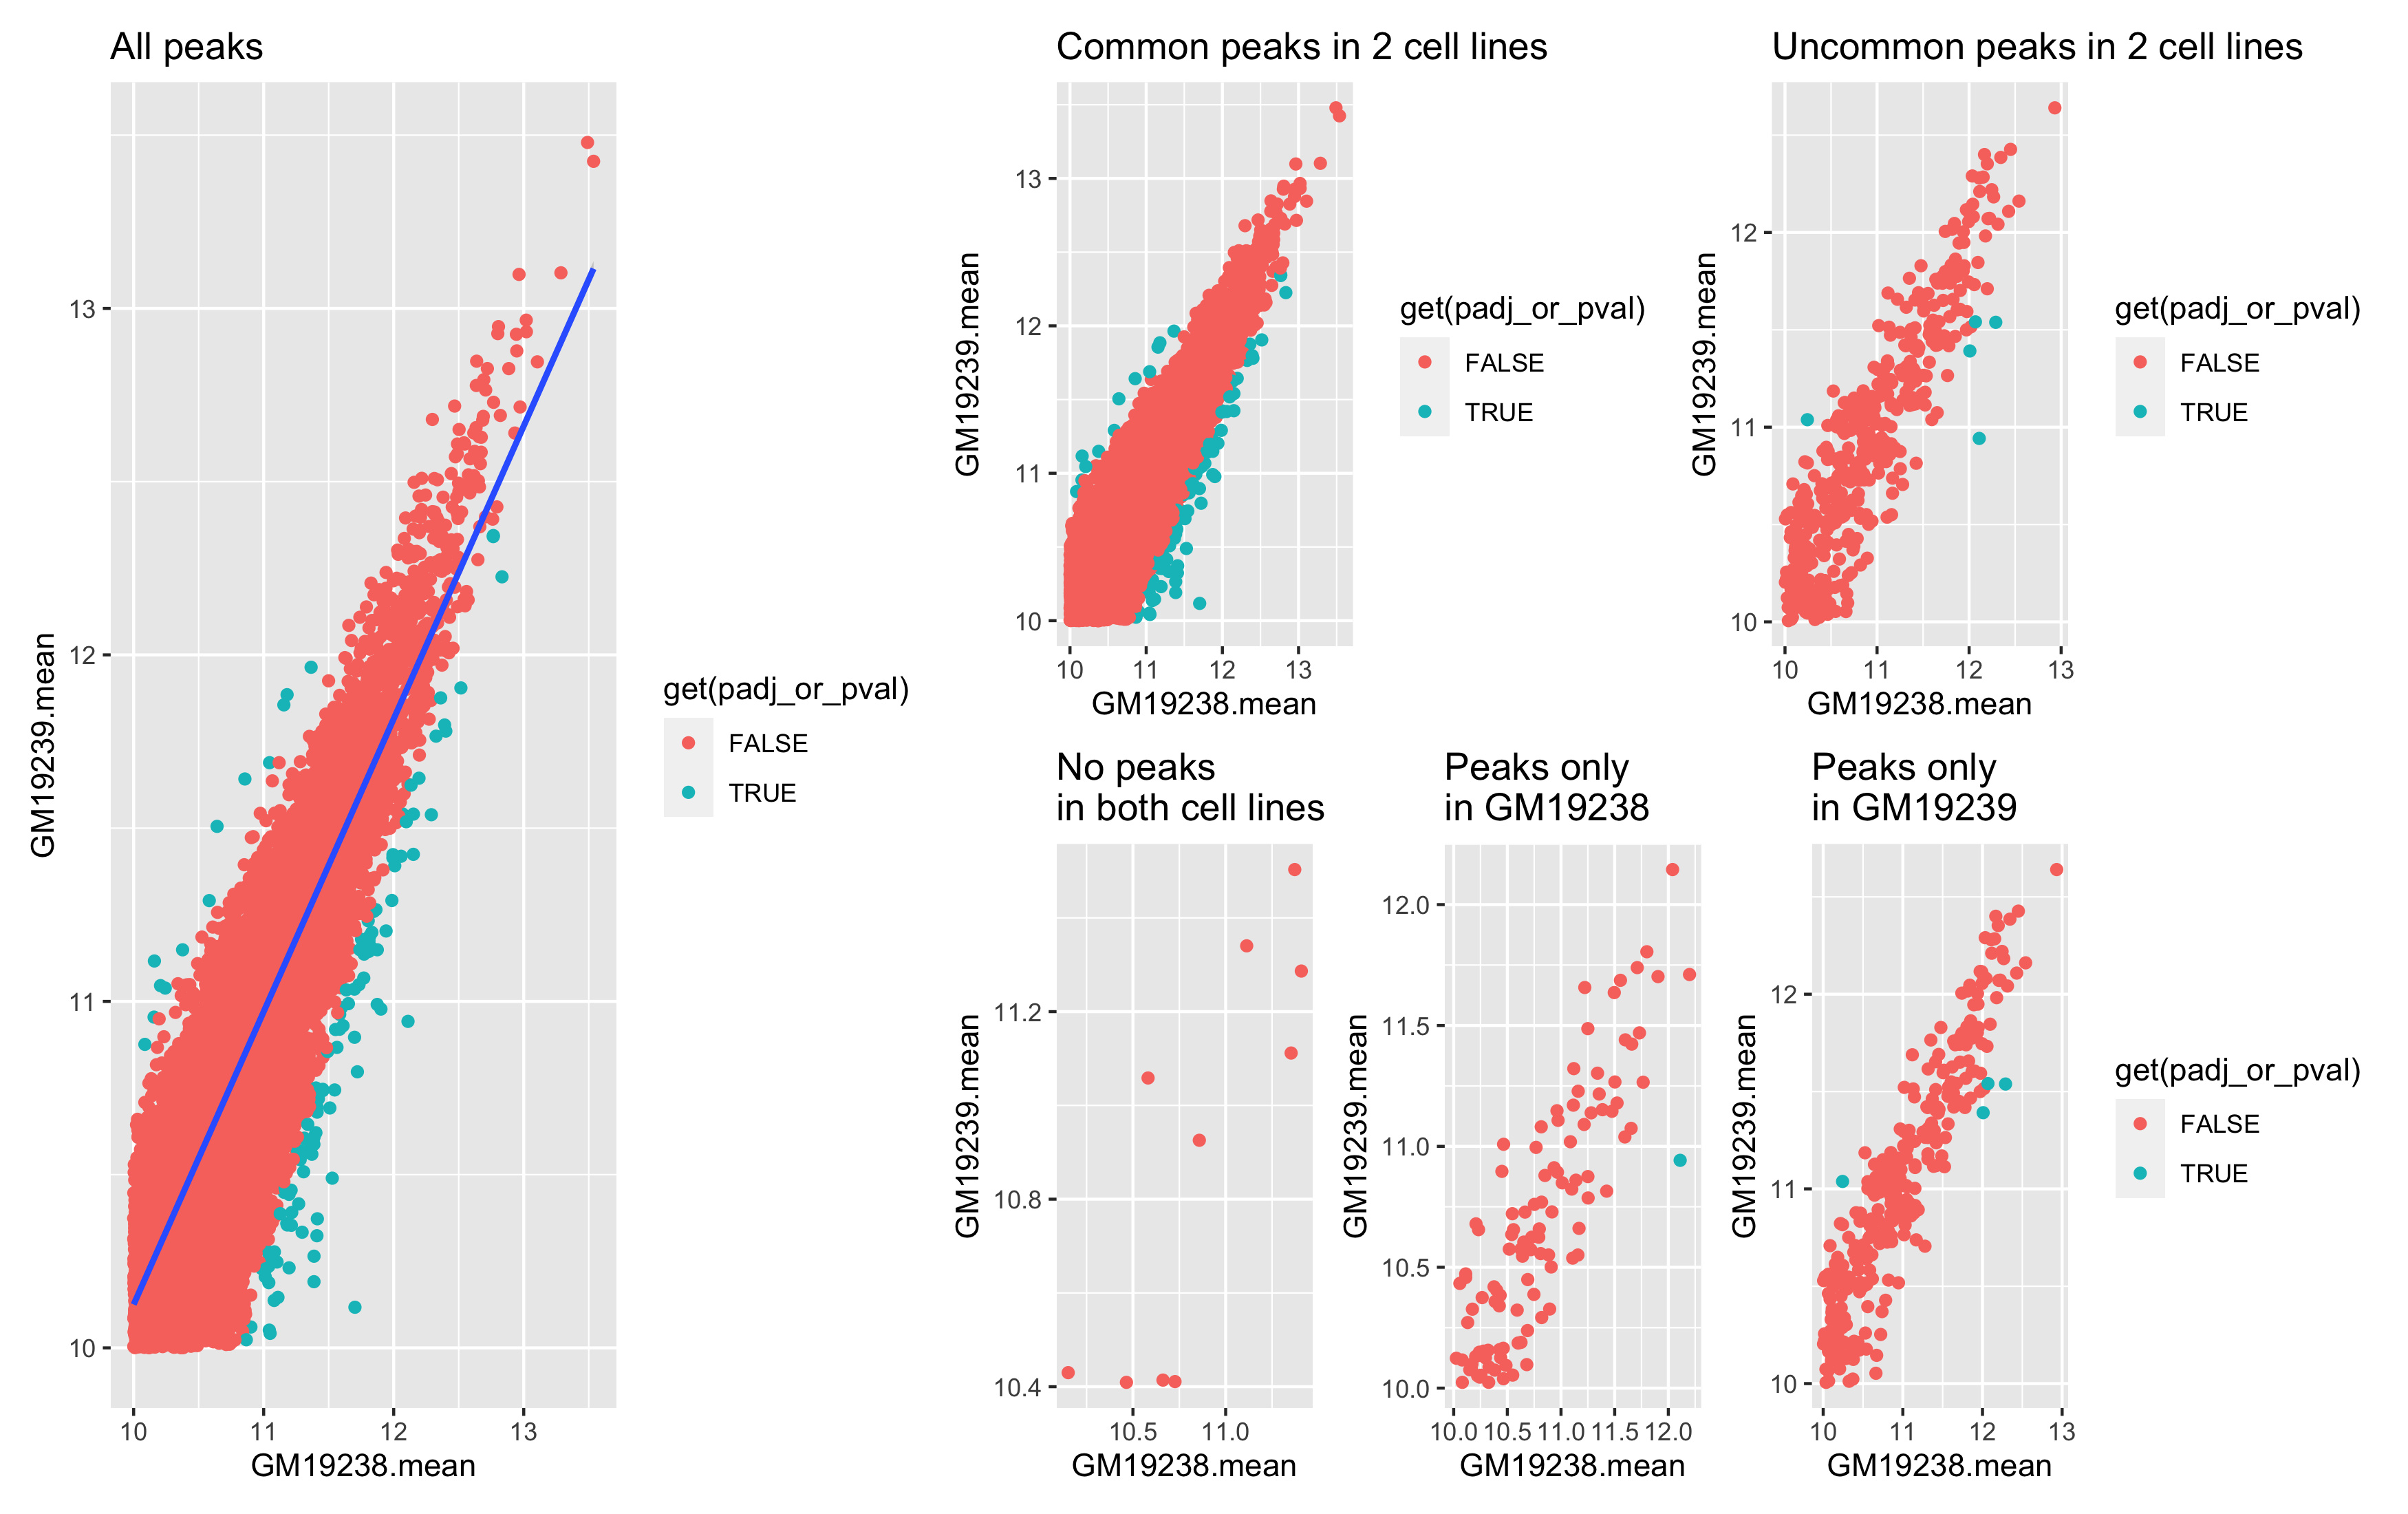 All peaks
GM19239.mean
13
12
11
10
10 11 12 13
GM19238.mean
get(padj_or_pval)
FALSE
TRUE
Common peaks in 2 cell lines
GM19239.mean
13
12
11
10
10 11 12 13
GM19238.mean
get(padj_or_pval)
FALSE
TRUE
Uncommon peaks in 2 cell lines
GM19239.mean
12
11
10
10 11 12 13
GM19238.mean
get(padj_or_pval)
FALSE
TRUE
No peaks
in both cell lines
GM19239.mean
11.2
10.8
10.4
10.5 11.0
GM19238.mean
Peaks only
in GM19238
GM19239.mean
12.0
11.5
11.0
10.5
10.0
10.0 10.5 11.0 11.5 12.0
GM19238.mean
Peaks only
in GM19239
GM19239.mean
12
11
10
10 11 12 13
GM19238.mean
get(padj_or_pval)
FALSE
TRUE